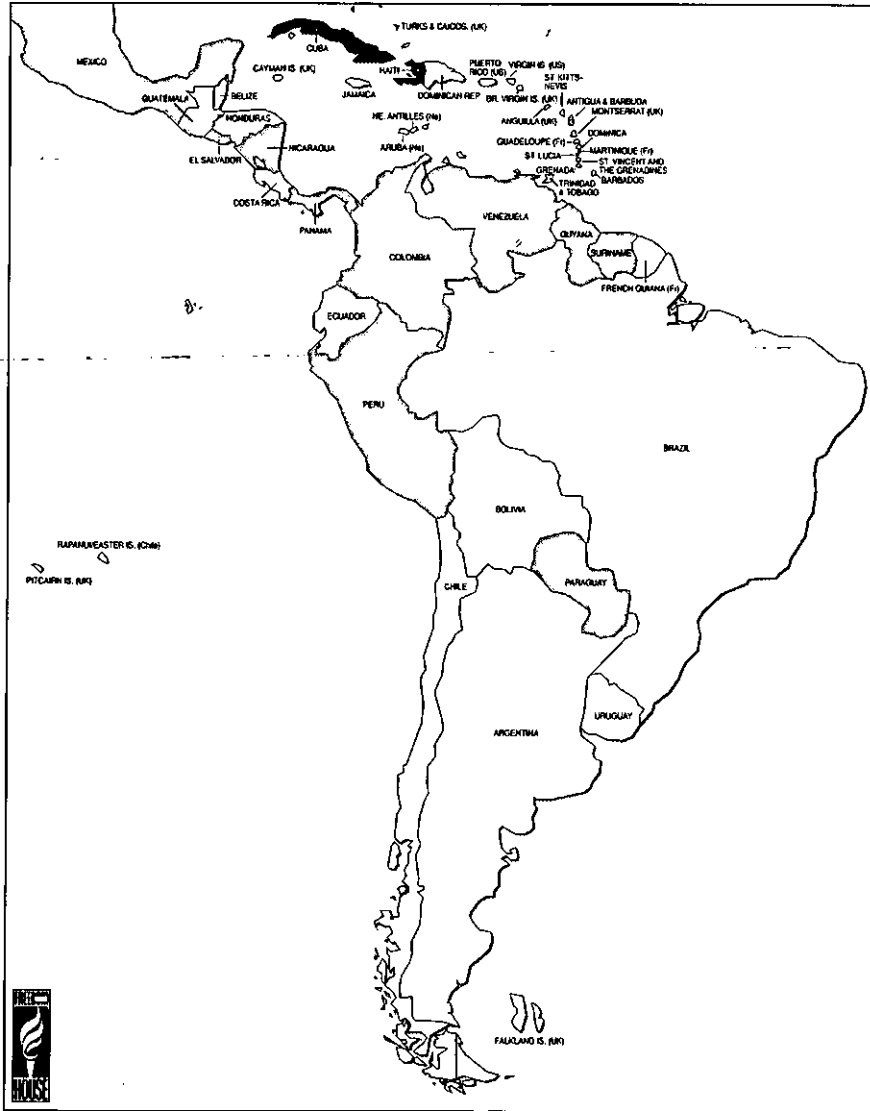 TURKS & CAICOS. (UK)
CUBA
MEXICO
CAYMAN IS. (UK)
HAITI
PUERTO
RICO (US)
VIRGIN IS (US)
ST KITTS-
NEVIS
BELIZE
JAMAICA
DOMINICAN REP
GUATEMALA
BR. VIRGIN IS. (UK)
ANTIGUA & BARBUDA
MONTSERRAT (UK)
HONDURAS
NE. ANTILLES (Ne)
ANGUILLA (UK)
DOMINICA
GUADELOUPE (Fr)
MARTINIQUE (Fr)
NICARAGUA
ARUBA (Ne)
ST LUCIA
EL SALVADOR
ST. VINCENT AND
THE GRENADINES
GRENADA
BARBADOS
TRINIDAD
& TOBAGO
COSTA RICA
PANAMA
VENEZUELA
GUYANA
COLOMBIA
SURINAME
FRENCH GUIANA (Fr)
ECUADOR
PERU
BRAZIL
BOLIVIA
RAPANUI/EASTER IS. (Chile)
PITCAIRN IS. (UK)
CHILE
PARAGUAY
URUGUAY
ARGENTINA
FALKLAND IS. (UK)
FREEDOM
HOUSE